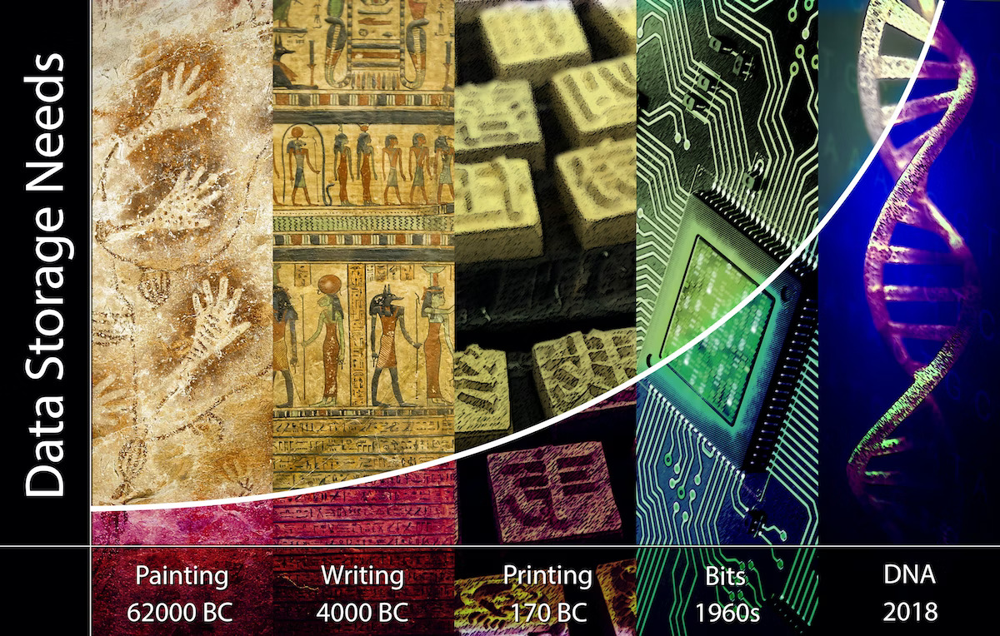 Data Storage Needs
Painting
62000 BC
Writing
4000 BC
Printing
170 BC
Bits
1960s
DNA
2018